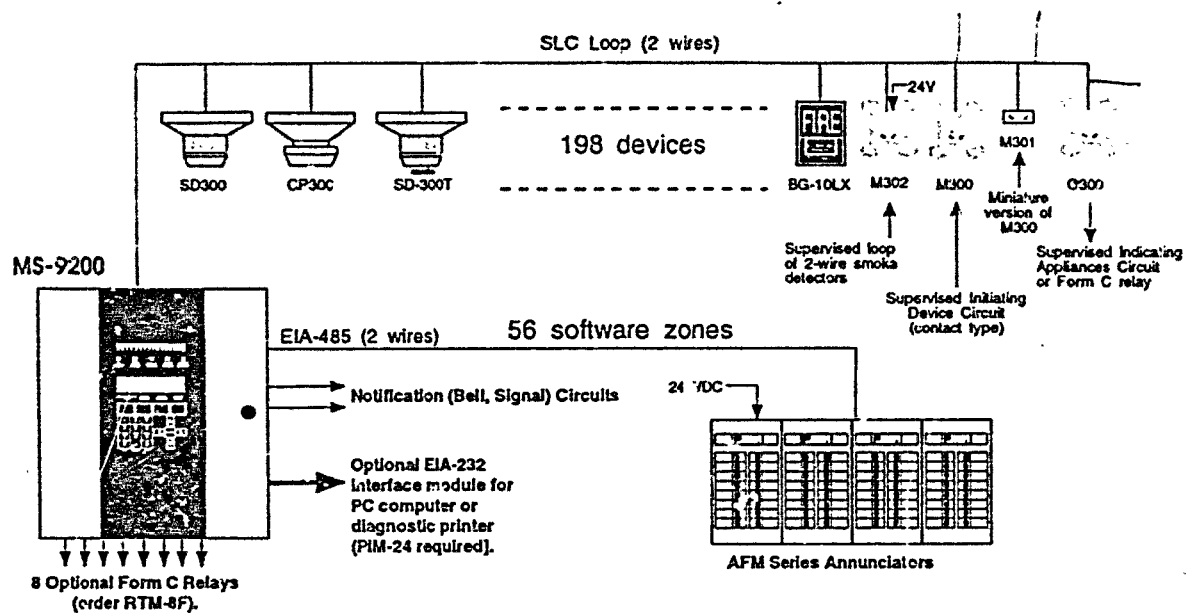 SLC Loop (2 wires)
24V
FIRE
198 devices
M301
SD300
CP300
SD-300T
BG-10LX
M302
M300
C300
Miniature
version of
M300
Supervised loop
of 2-wire smoka
detectors
Supervised Indicating
Appliances Circuit
or Form C relay
Supervised Initiating
Device Circuit
(contact type)
MS-9200
EIA-485 (2 wires)
56 software zones
24 VDC
Notification (Bell, Signal) Circuits
Optional EIA-232
Interface module for
PC computer or
diagnostic printer
(PIM-24 required].
AFM Series Annunciators
8 Optional Form C Relays
(order RTM-8F).